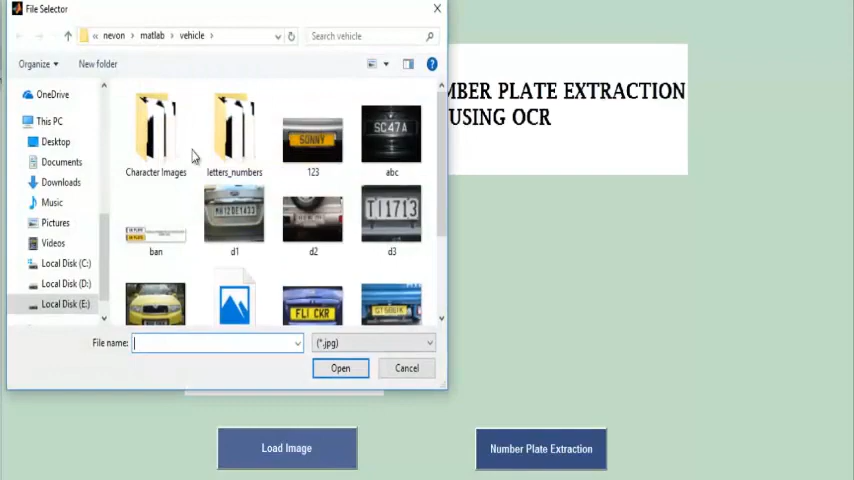 File Selector
« nevon > matlab > vehicle >
Search vehicle
Organize
New folder
OneDrive
This PC
Desktop
Documents
Downloads
Music
Pictures
Videos
Local Disk (C:)
Local Disk (D:)
Local Disk (E:)
SONNY
SC47A
Character Images
letters_numbers
123
abc
MH12DE1433
TI1713
ban
d1
d2
d3
FLI CKR
File name:
(*.jpg)
Open
Cancel
MBER PLATE EXTRACTION
USING OCR
Load Image
Number Plate Extraction